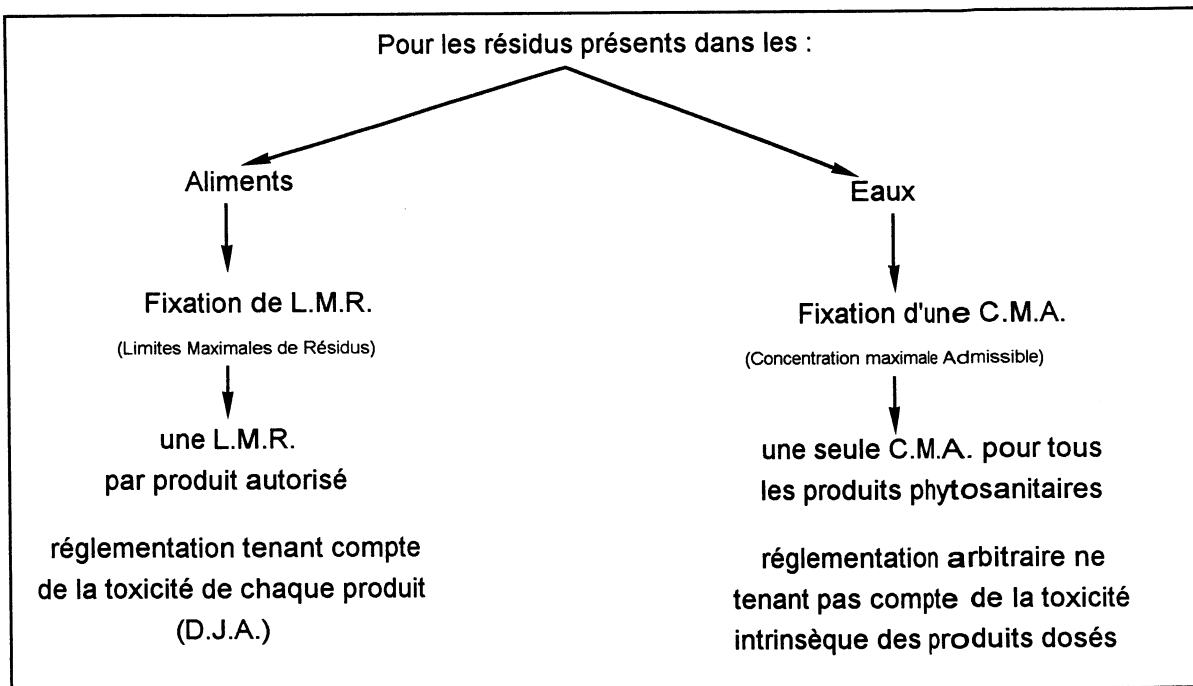 Pour les résidus présents dans les :
Aliments
Fixation de L.M.R.
(Limites Maximales de Résidus)
une L.M.R.
par produit autorisé
réglementation tenant compte
de la toxicité de chaque produit
(D.J.A.)
Eaux
Fixation d'une C.M.A.
(Concentration maximale Admissible)
une seule C.M.A. pour tous
les produits phytosanitaires
réglementation arbitraire ne
tenant pas compte de la toxicité
intrinsèque des produits dosés